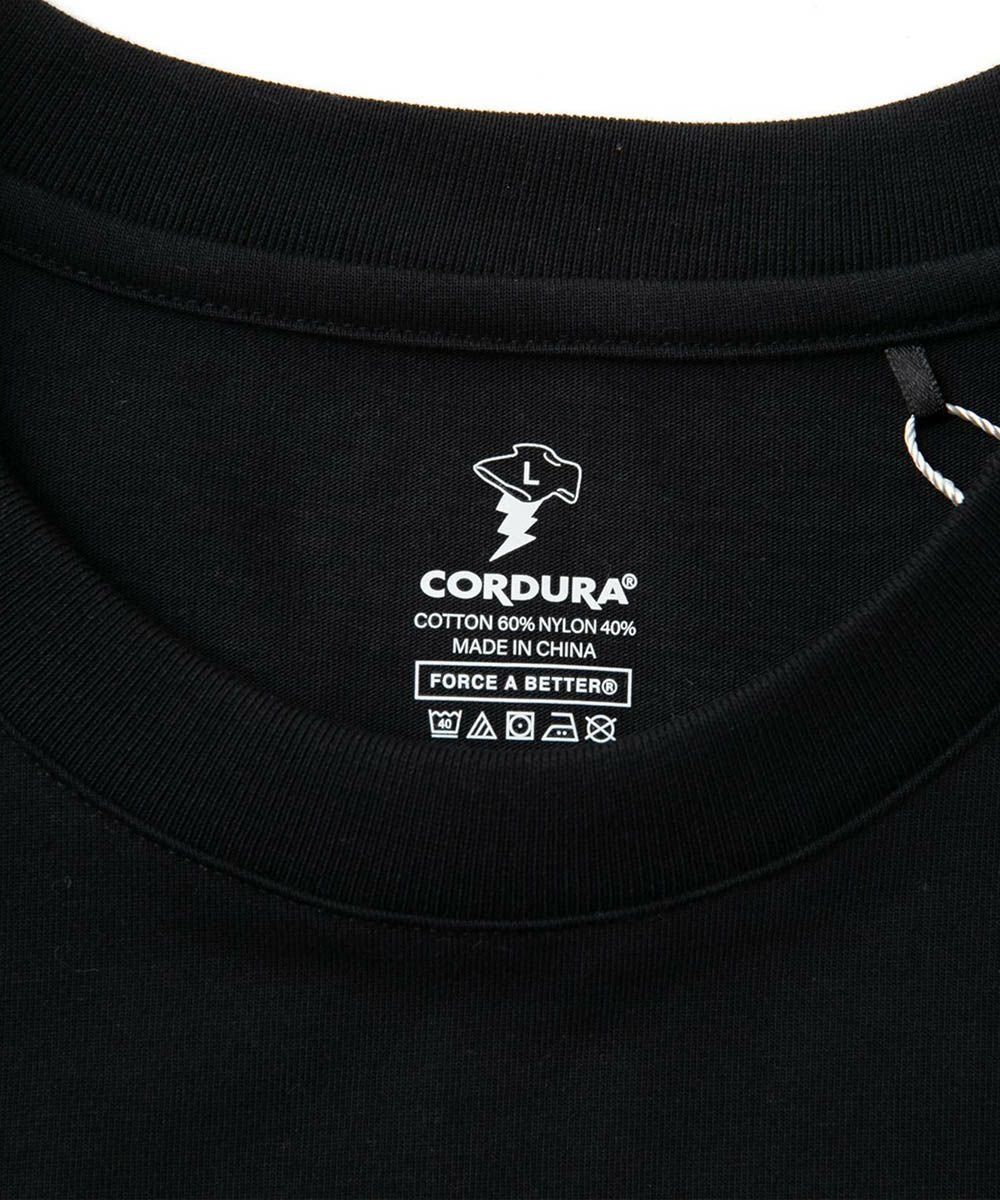 L
CORDURA®
COTTON 60% NYLON 40%
MADE IN CHINA
FORCE A BETTER®
40